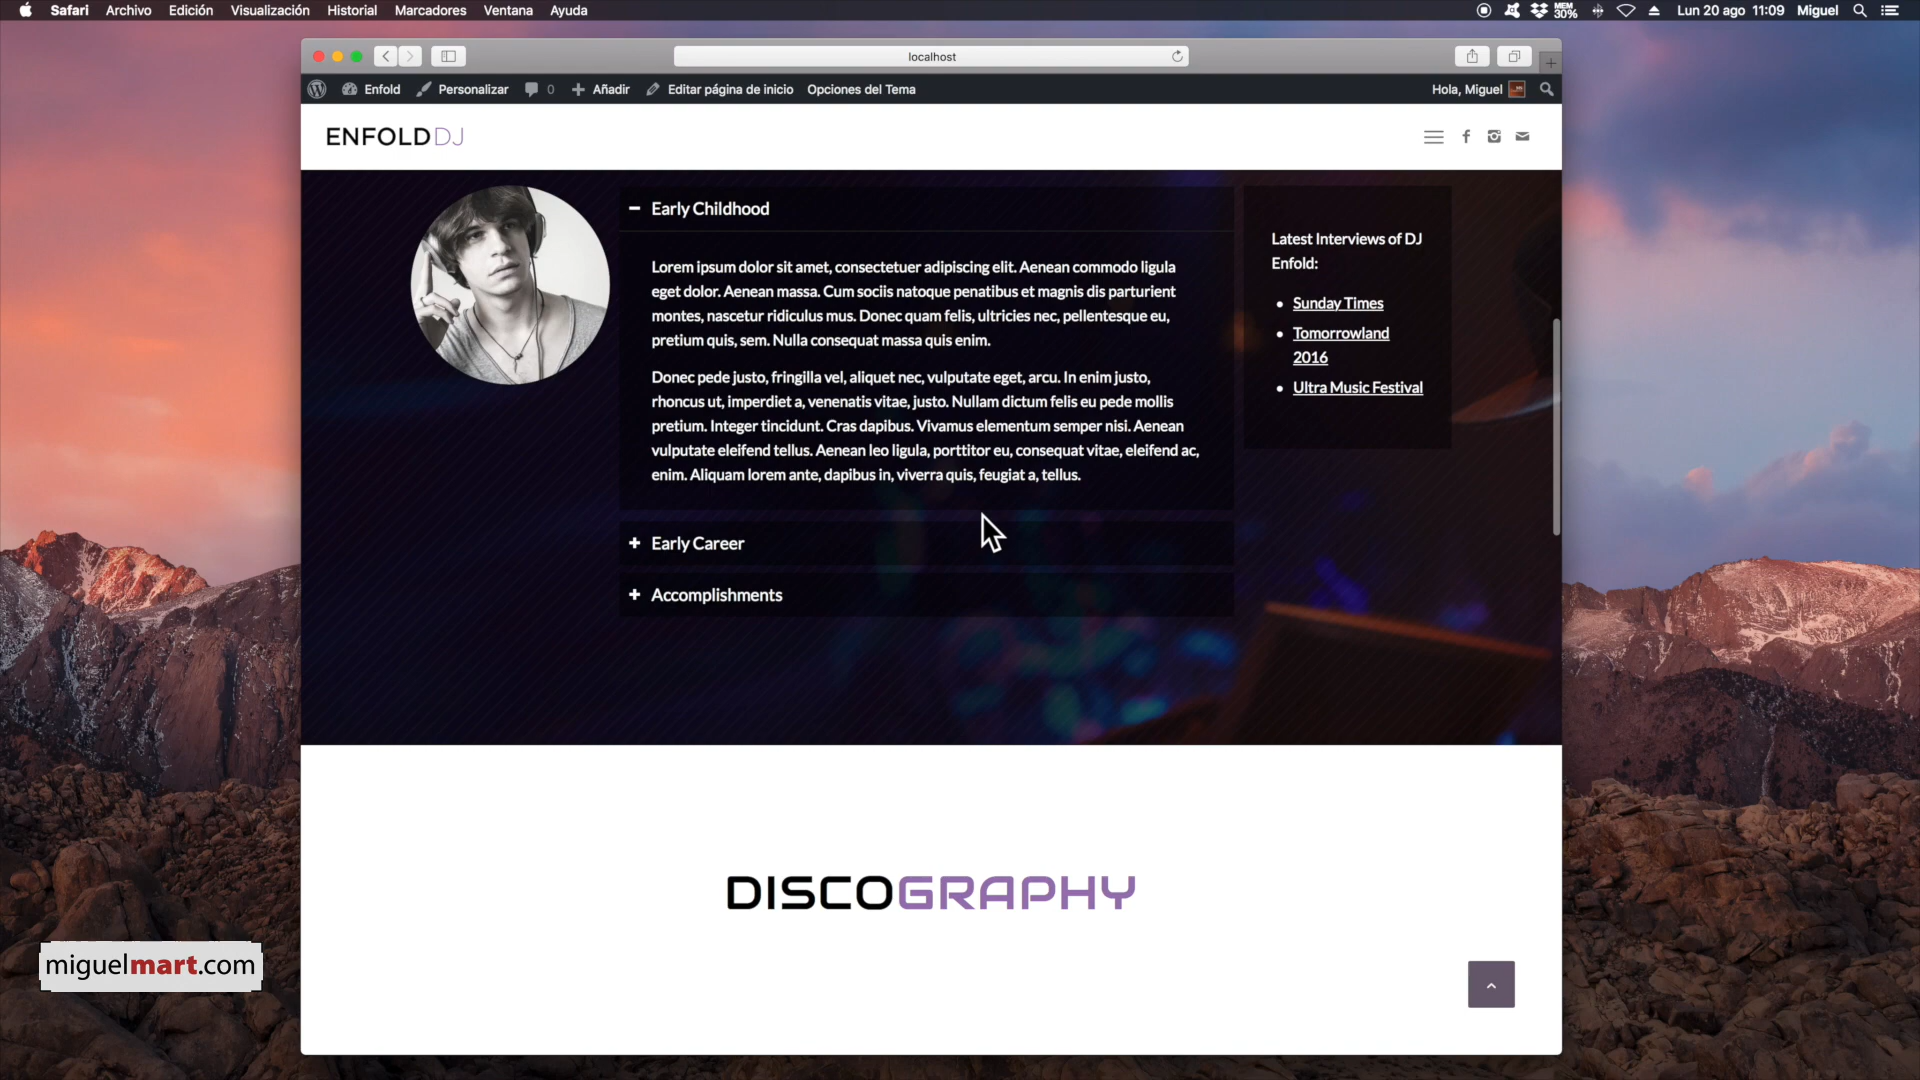 Safari Archivo Edición Visualización Historial Marcadores Ventana Ayuda
MEM 30% Lun 20 ago 11:09 Miguel
localhost
Enfold Personalizar 0 Añadir Editar página de inicio Opciones del Tema Hola, Miguel
ENFOLDDJ
Early Childhood
Lorem ipsum dolor sit amet, consectetuer adipiscing elit. Aenean commodo ligula
eget dolor. Aenean massa. Cum sociis natoque penatibus et magnis dis parturient
montes, nascetur ridiculus mus. Donec quam felis, ultricies nec, pellentesque eu,
pretium quis, sem. Nulla consequat massa quis enim.
Donec pede justo, fringilla vel, aliquet nec, vulputate eget, arcu. In enim justo,
rhoncus ut, imperdiet a, venenatis vitae, justo. Nullam dictum felis eu pede mollis
pretium. Integer tincidunt. Cras dapibus. Vivamus elementum semper nisi. Aenean
vulputate eleifend tellus. Aenean leo ligula, porttitor eu, consequat vitae, eleifend ac,
enim. Aliquam lorem ante, dapibus in, viverra quis, feugiat a, tellus.
Early Career
Accomplishments
Latest Interviews of DJ
Enfold:
• Sunday Times
• Tomorrowland
2016
• Ultra Music Festival
DISCOGRAPHY
miguelmart.com